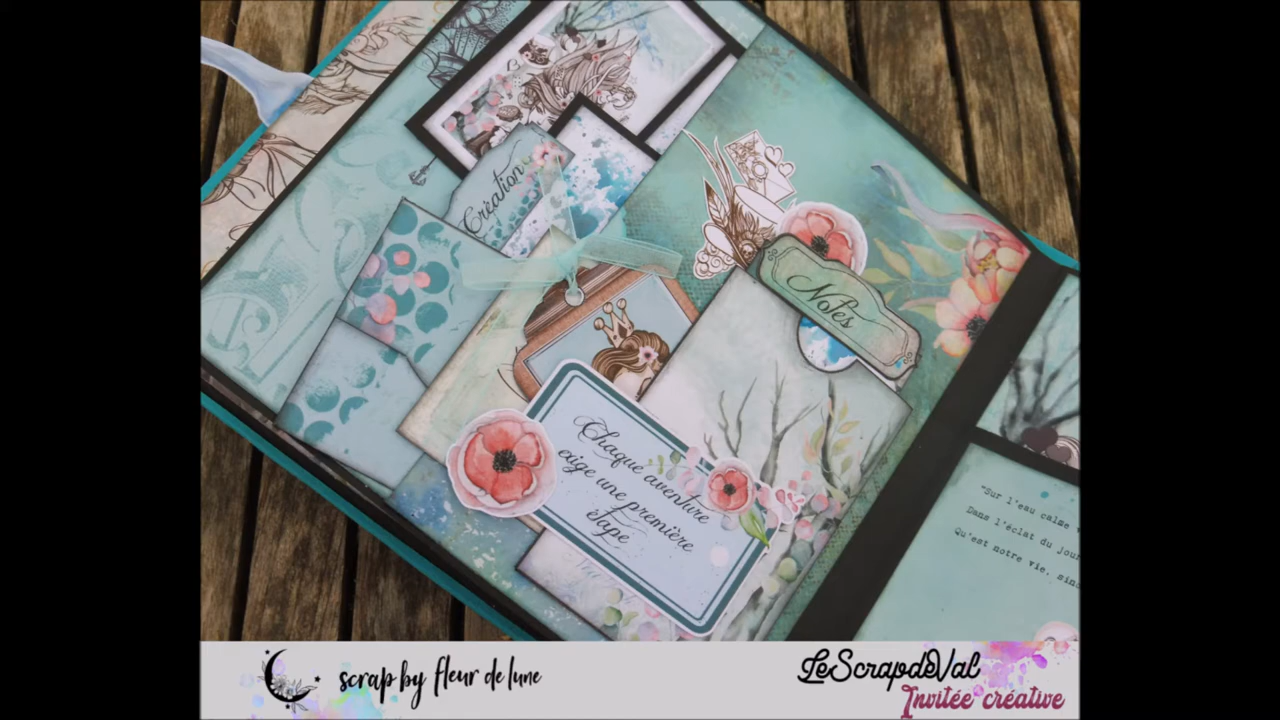 Création
Notes
Chaque aventure
exige une première
étape
"Sur l'eau calme
Dans l'éclat du jour
Qu'est notre vie,
scrap by fleur de lune
LeScrapdeVal
Invitée créative